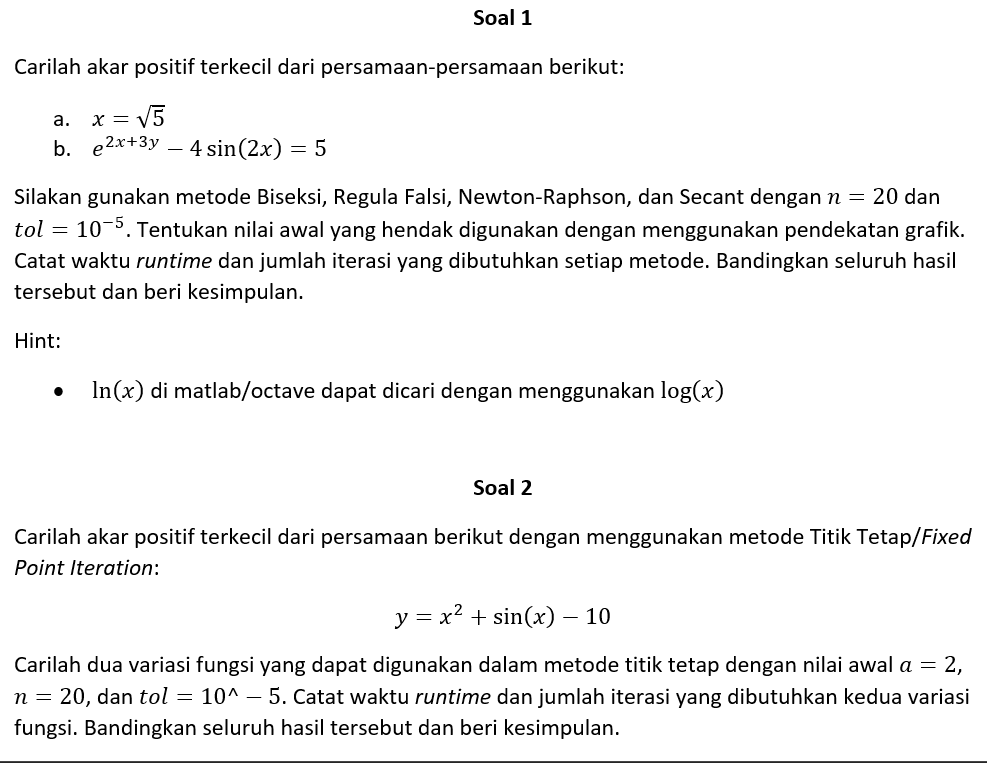 Soal 1
Carilah akar positif terkecil dari persamaan-persamaan berikut:
a. x = √5
b. e^{2x+3y} − 4 sin(2x) = 5
Silakan gunakan metode Biseksi, Regula Falsi, Newton-Raphson, dan Secant dengan n = 20 dan
tol = 10^{−5}. Tentukan nilai awal yang hendak digunakan dengan menggunakan pendekatan grafik.
Catat waktu runtime dan jumlah iterasi yang dibutuhkan setiap metode. Bandingkan seluruh hasil
tersebut dan beri kesimpulan.
Hint:
• ln(x) di matlab/octave dapat dicari dengan menggunakan log(x)
Soal 2
Carilah akar positif terkecil dari persamaan berikut dengan menggunakan metode Titik Tetap/Fixed
Point Iteration:
y = x² + sin(x) − 10
Carilah dua variasi fungsi yang dapat digunakan dalam metode titik tetap dengan nilai awal a = 2,
n = 20, dan tol = 10^ − 5. Catat waktu runtime dan jumlah iterasi yang dibutuhkan kedua variasi
fungsi. Bandingkan seluruh hasil tersebut dan beri kesimpulan.